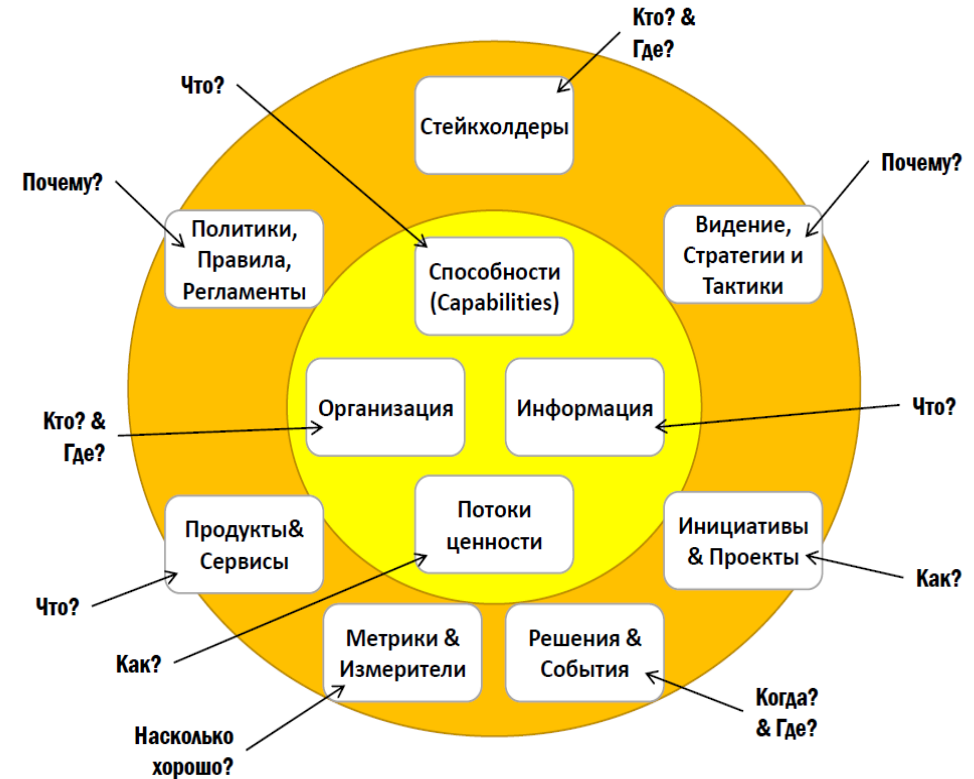 Кто? &
Где?
Что?
Стейкхолдеры
Почему?
Почему?
Политики,
Правила,
Регламенты
Видение,
Стратегии и
Тактики
Способности
(Capabilities)
Организация
Информация
Что?
Кто? &
Где?
Потоки
ценности
Продукты&
Сервисы
Инициативы
& Проекты
Как?
Что?
Как?
Метрики &
Измерители
Решения &
События
Когда?
& Где?
Насколько
хорошо?